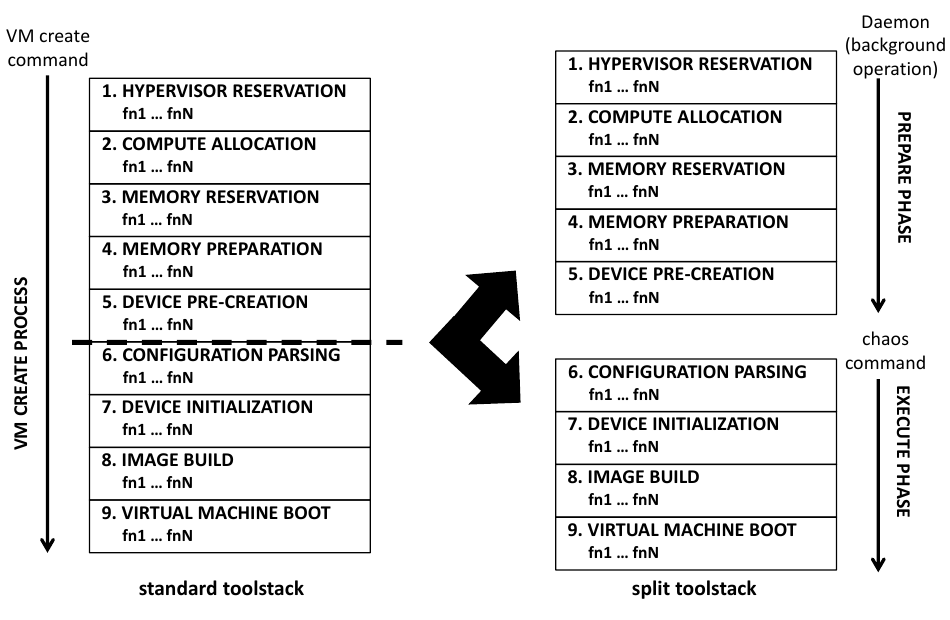 VM create
command
1. HYPERVISOR RESERVATION
fn1 ... fnN
2. COMPUTE ALLOCATION
fn1 ... fnN
3. MEMORY RESERVATION
fn1 ... fnN
4. MEMORY PREPARATION
fn1 ... fnN
5. DEVICE PRE-CREATION
fn1 ... fnN
6. CONFIGURATION PARSING
fn1 ... fnN
7. DEVICE INITIALIZATION
fn1 ... fnN
8. IMAGE BUILD
fn1 ... fnN
9. VIRTUAL MACHINE BOOT
fn1 ... fnN
VM CREATE PROCESS
standard toolstack
Daemon
(background
operation)
1. HYPERVISOR RESERVATION
fn1 ... fnN
2. COMPUTE ALLOCATION
fn1 ... fnN
3. MEMORY RESERVATION
fn1 ... fnN
4. MEMORY PREPARATION
fn1 ... fnN
5. DEVICE PRE-CREATION
fn1 ... fnN
PREPARE PHASE
chaos
command
6. CONFIGURATION PARSING
fn1 ... fnN
7. DEVICE INITIALIZATION
fn1 ... fnN
8. IMAGE BUILD
fn1 ... fnN
9. VIRTUAL MACHINE BOOT
fn1 ... fnN
EXECUTE PHASE
split toolstack